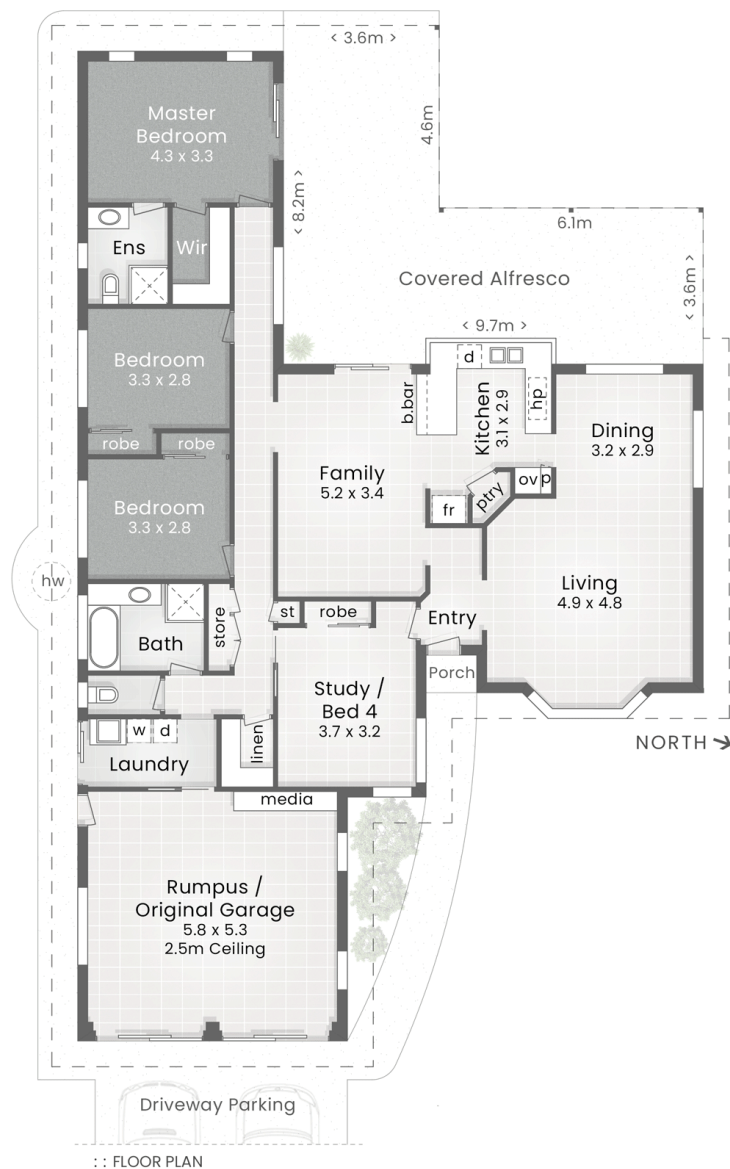 < 3.6m >
4.6m
Master
Bedroom
4.3 x 3.3
< 8.2m >
6.1m
Ens
Wir
Covered Alfresco
< 3.6m >
< 9.7m >
d
Bedroom
3.3 x 2.8
b.bar
Kitchen
3.1 x 2.9
hp
robe
robe
Dining
3.2 x 2.9
Family
5.2 x 3.4
ov
p
ptry
fr
Bedroom
3.3 x 2.8
hw
Living
4.9 x 4.8
store
st
robe
Entry
Bath
Porch
Study /
Bed 4
3.7 x 3.2
w
d
linen
Laundry
NORTH
media
Rumpus /
Original Garage
5.8 x 5.3
2.5m Ceiling
Driveway Parking
:: FLOOR PLAN